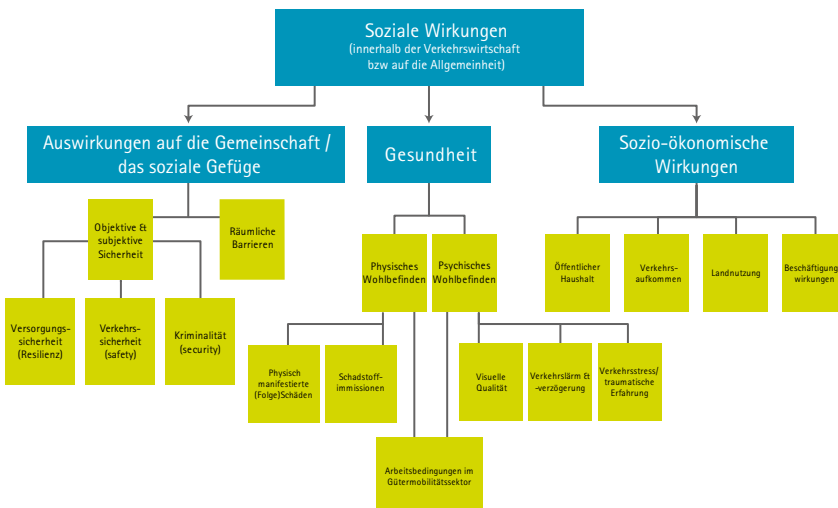 Soziale Wirkungen
(innerhalb der Verkehrswirtschaft
bzw auf die Allgemeinheit)
Auswirkungen auf die Gemeinschaft /
das soziale Gefüge
Gesundheit
Sozio-ökonomische
Wirkungen
Objektive &
subjektive
Sicherheit
Räumliche
Barrieren
Physisches
Wohlbefinden
Psychisches
Wohlbefinden
Öffentlicher
Haushalt
Verkehrs-
aufkommen
Landnutzung
Beschäftigungs
wirkungen
Versorgungs-
sicherheit
(Resilienz)
Verkehrs-
sicherheit
(safety)
Kriminalität
(security)
Physisch
manifestierte
(Folge)Schäden
Schadstoff-
immissionen
Visuelle
Qualität
Verkehrslärm &
-verzögerung
Verkehrsstress/
traumatische
Erfahrung
Arbeitsbedingungen im
Gütermobilitätssektor